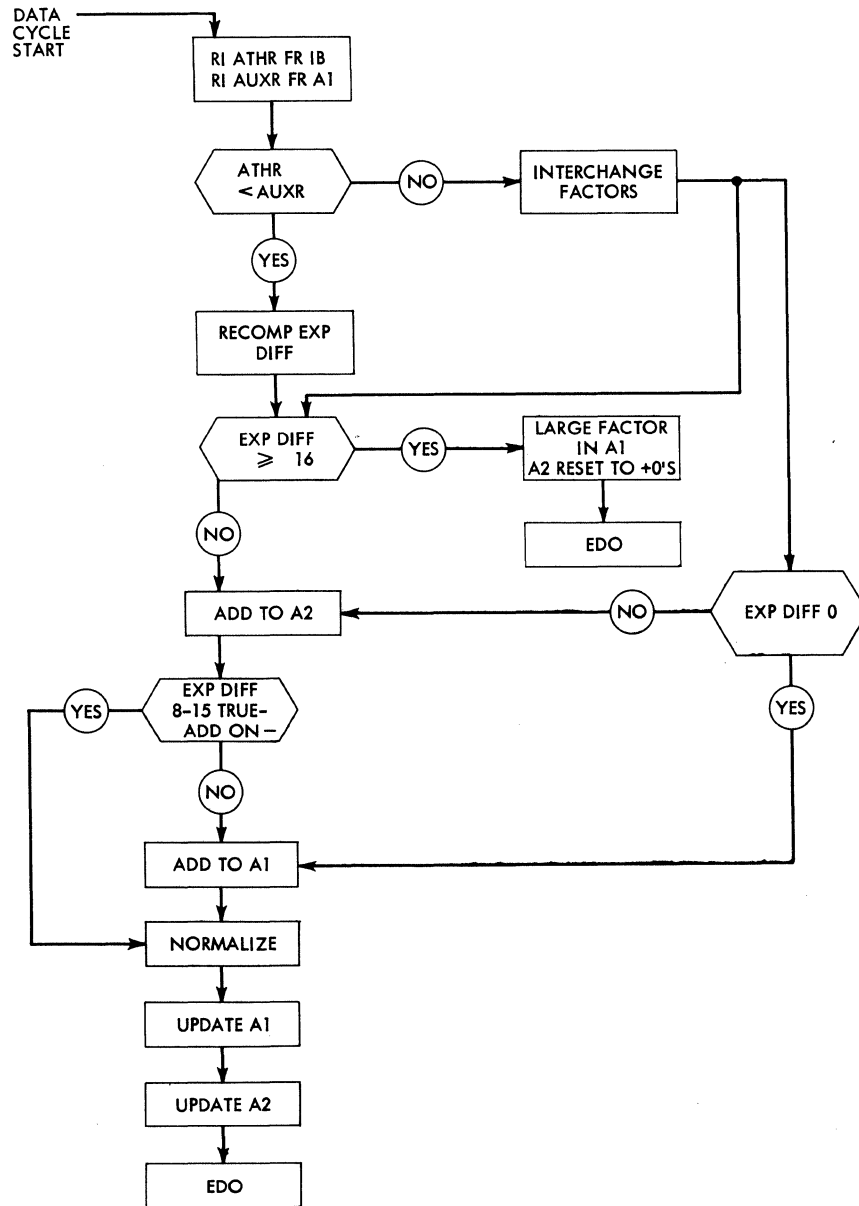 DATA
CYCLE
START
RI ATHR FR IB
RI AUXR FR A1
ATHR
< AUXR
NO
INTERCHANGE
FACTORS
YES
RECOMP EXP
DIFF
EXP DIFF
⩾ 16
YES
LARGE FACTOR
IN A1
A2 RESET TO +0'S
NO
EDO
ADD TO A2
NO
EXP DIFF 0
EXP DIFF
8-15 TRUE-
ADD ON -
YES
YES
NO
ADD TO A1
NORMALIZE
UPDATE A1
UPDATE A2
EDO